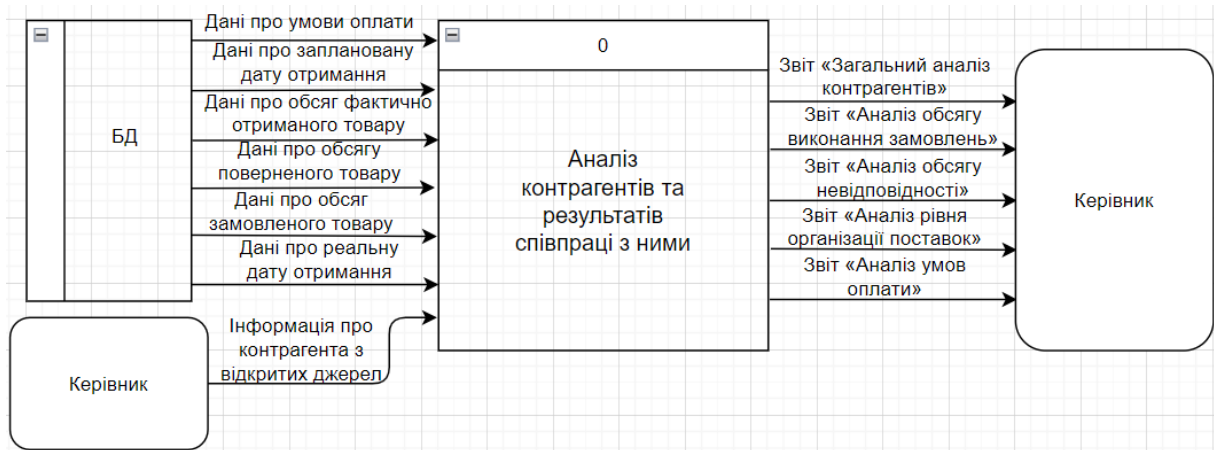 БД
Дані про умови оплати
Дані про заплановану
дату отримання
Дані про обсяг фактично
отриманого товару
Дані про обсягу
поверненого товару
Дані про обсяг
замовленого товару
Дані про реальну
дату отримання
Керівник
Інформація про
контрагента з
відкритих джерел
0
Аналіз
контрагентів та
результатів
співпраці з ними
Звіт «Загальний аналіз
контрагентів»
Звіт «Аналіз обсягу
виконання замовлень»
Звіт «Аналіз обсягу
невідповідності»
Звіт «Аналіз рівня
організації поставок»
Звіт «Аналіз умов
оплати»
Керівник